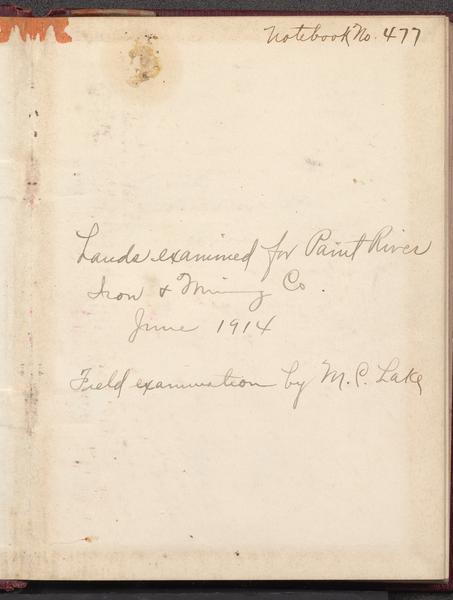 Notebook No. 477
Lands examined for Paint River
Iron & Mining Co.
June 1914
Field examination by M. C. Lake